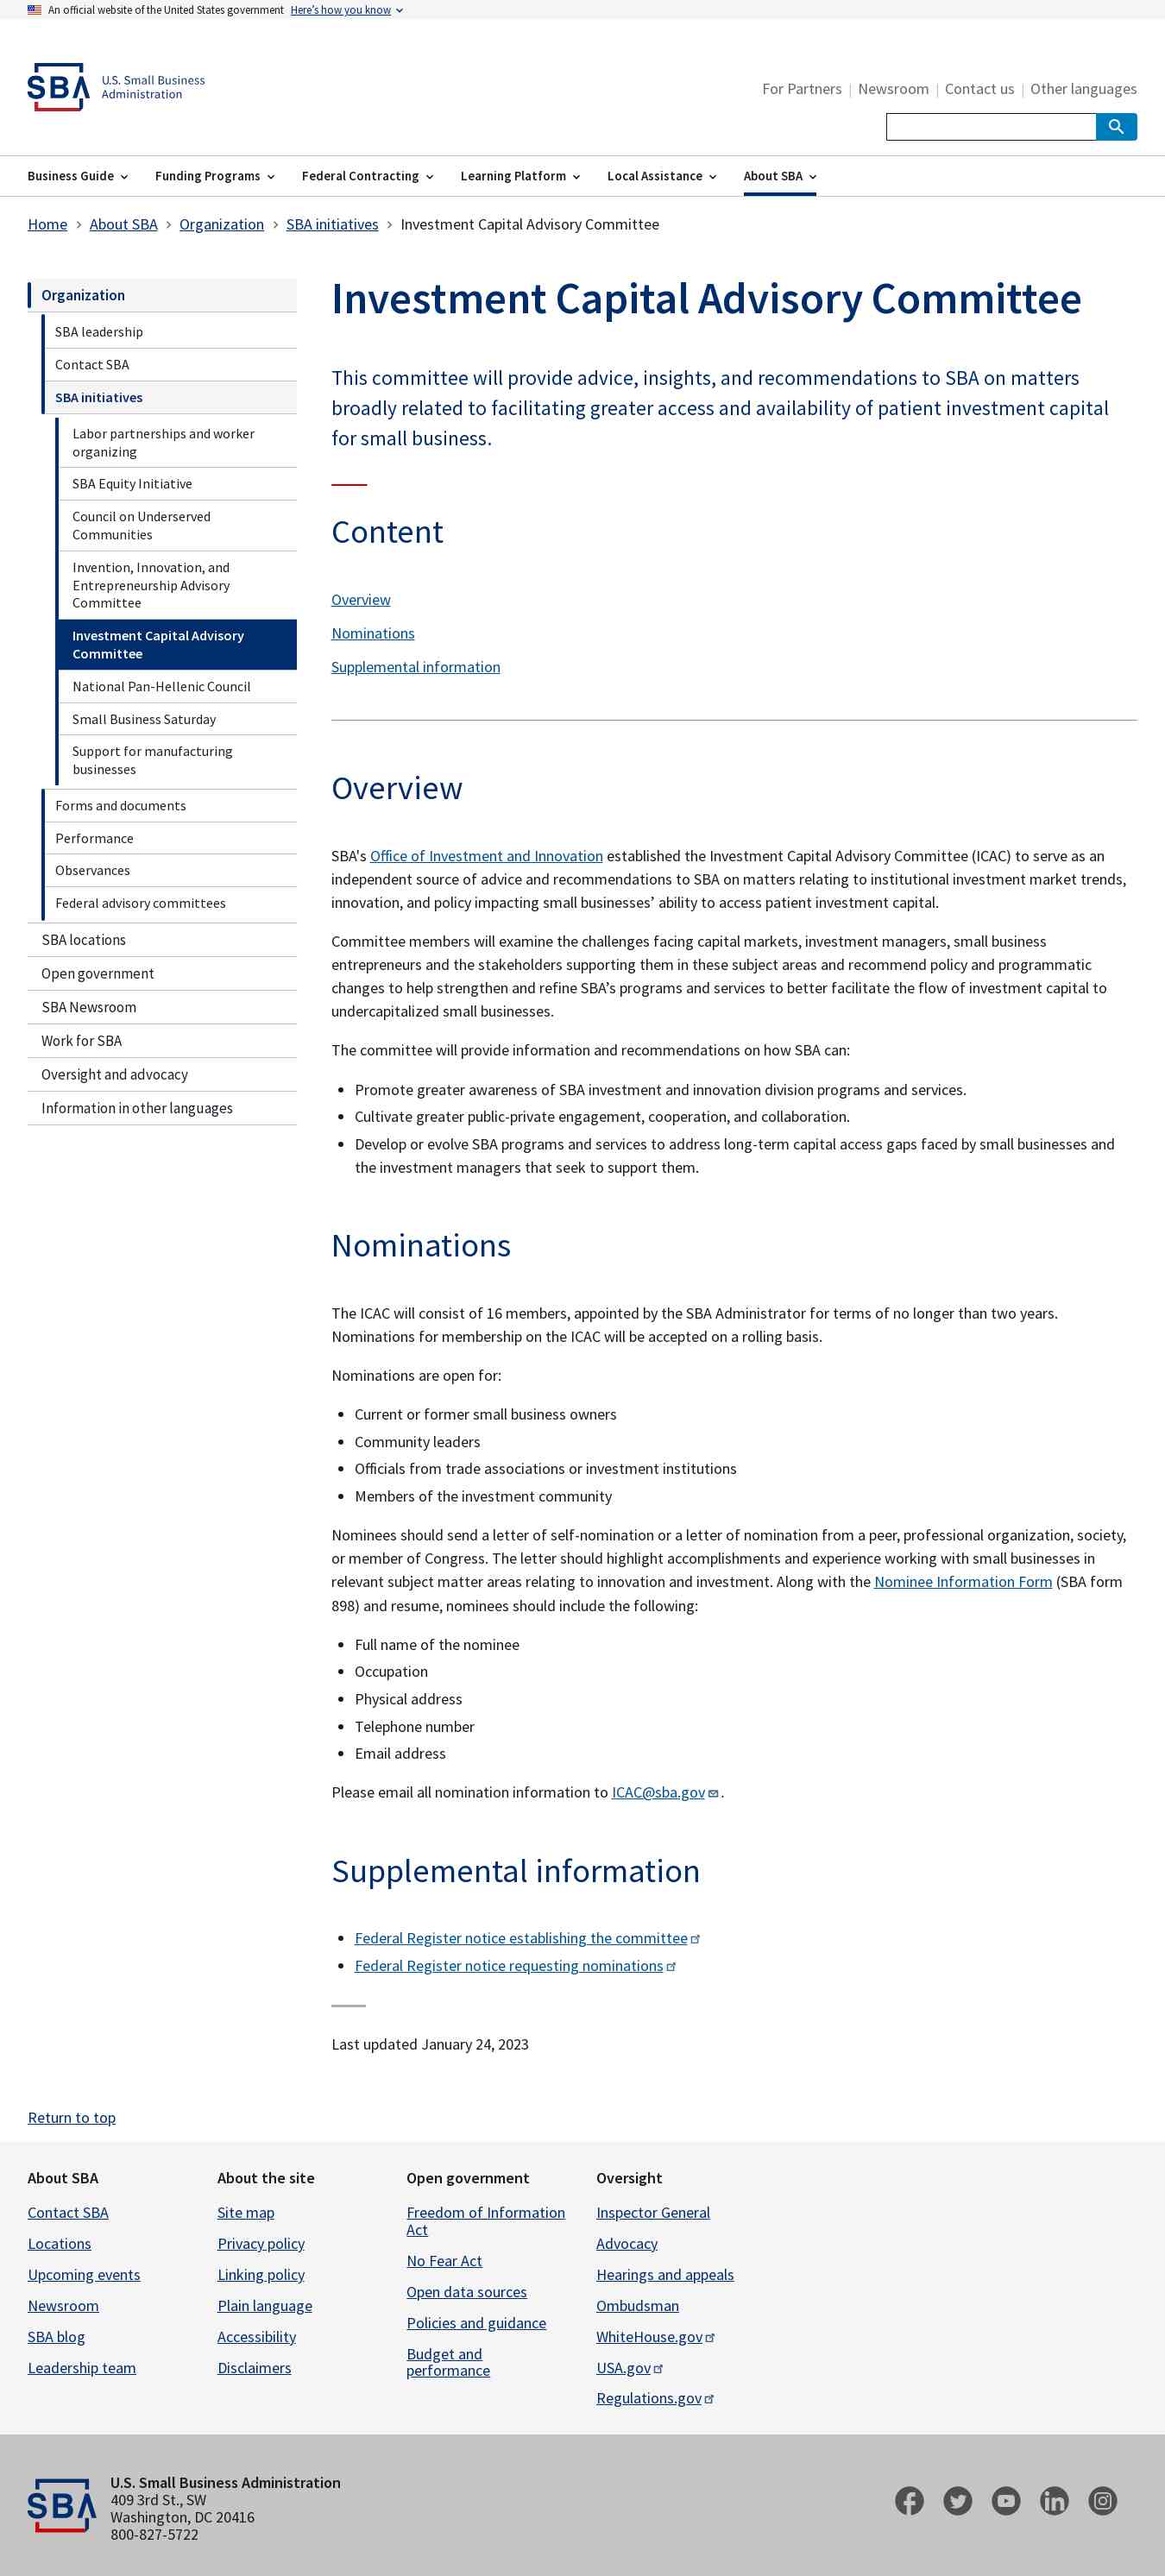 An official website of the United States government Here’s how you know
SBA U.S. Small Business
Administration
For Partners | Newsroom | Contact us | Other languages
Business Guide Funding Programs Federal Contracting Learning Platform Local Assistance About SBA
Home > About SBA > Organization > SBA initiatives > Investment Capital Advisory Committee
Organization
SBA leadership
Contact SBA
SBA initiatives
Labor partnerships and worker
organizing
SBA Equity Initiative
Council on Underserved
Communities
Invention, Innovation, and
Entrepreneurship Advisory
Committee
Investment Capital Advisory
Committee
National Pan-Hellenic Council
Small Business Saturday
Support for manufacturing
businesses
Forms and documents
Performance
Observances
Federal advisory committees
SBA locations
Open government
SBA Newsroom
Work for SBA
Oversight and advocacy
Information in other languages
Investment Capital Advisory Committee
This committee will provide advice, insights, and recommendations to SBA on matters
broadly related to facilitating greater access and availability of patient investment capital
for small business.
Content
Overview
Nominations
Supplemental information
Overview
SBA's Office of Investment and Innovation established the Investment Capital Advisory Committee (ICAC) to serve as an
independent source of advice and recommendations to SBA on matters relating to institutional investment market trends,
innovation, and policy impacting small businesses’ ability to access patient investment capital.
Committee members will examine the challenges facing capital markets, investment managers, small business
entrepreneurs and the stakeholders supporting them in these subject areas and recommend policy and programmatic
changes to help strengthen and refine SBA’s programs and services to better facilitate the flow of investment capital to
undercapitalized small businesses.
The committee will provide information and recommendations on how SBA can:
• Promote greater awareness of SBA investment and innovation division programs and services.
• Cultivate greater public-private engagement, cooperation, and collaboration.
• Develop or evolve SBA programs and services to address long-term capital access gaps faced by small businesses and
the investment managers that seek to support them.
Nominations
The ICAC will consist of 16 members, appointed by the SBA Administrator for terms of no longer than two years.
Nominations for membership on the ICAC will be accepted on a rolling basis.
Nominations are open for:
• Current or former small business owners
• Community leaders
• Officials from trade associations or investment institutions
• Members of the investment community
Nominees should send a letter of self-nomination or a letter of nomination from a peer, professional organization, society,
or member of Congress. The letter should highlight accomplishments and experience working with small businesses in
relevant subject matter areas relating to innovation and investment. Along with the Nominee Information Form (SBA form
898) and resume, nominees should include the following:
• Full name of the nominee
• Occupation
• Physical address
• Telephone number
• Email address
Please email all nomination information to ICAC@sba.gov .
Supplemental information
• Federal Register notice establishing the committee
• Federal Register notice requesting nominations
Last updated January 24, 2023
Return to top
About SBA
Contact SBA
Locations
Upcoming events
Newsroom
SBA blog
Leadership team
About the site
Site map
Privacy policy
Linking policy
Plain language
Accessibility
Disclaimers
Open government
Freedom of Information
Act
No Fear Act
Open data sources
Policies and guidance
Budget and
performance
Oversight
Inspector General
Advocacy
Hearings and appeals
Ombudsman
WhiteHouse.gov
USA.gov
Regulations.gov
SBA
U.S. Small Business Administration
409 3rd St., SW
Washington, DC 20416
800-827-5722